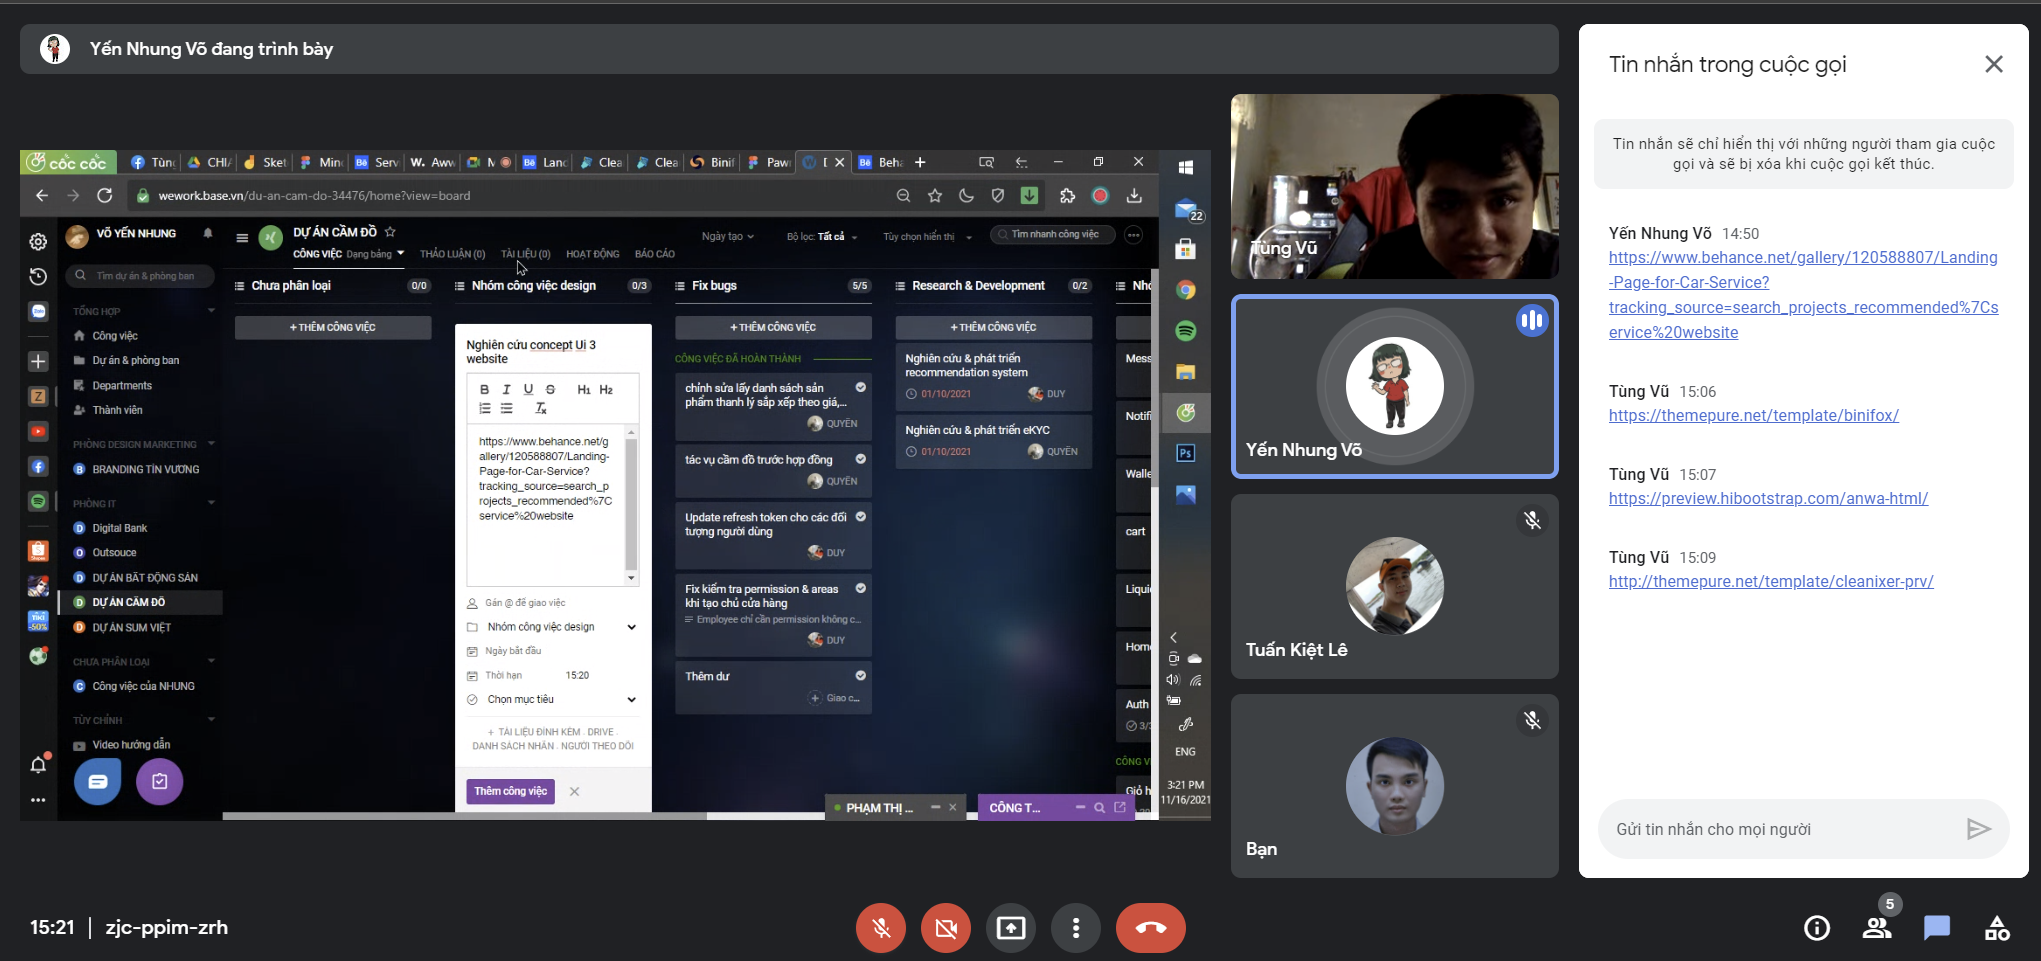 Yến Nhung Võ đang trình bày
cốc cốc
Tùng
CHI/
Sket
Mino
Serv
Aww
M
Lanc
Clea
Clea
Binif
Paw
Beh
wework.base.vn/du-an-cam-do-34476/home?view=board
VÕ YẾN NHUNG
Tìm dự án & phòng ban
TỔNG HỢP
Công việc
Dự án & phòng ban
Departments
Thành viên
PHÒNG DESIGN MARKETING
B BRANDING TÍN VƯƠNG
PHÒNG IT
D Digital Bank
O Outsouce
D DỰ ÁN BẤT ĐỘNG SẢN
D DỰ ÁN CẦM ĐỒ
D DỰ ÁN SUM VIỆT
CHƯA PHÂN LOẠI
C Công việc của NHUNG
TÙY CHỈNH
Video hướng dẫn
DỰ ÁN CẦM ĐỒ
CÔNG VIỆC Dạng bảng
THẢO LUẬN (0)
TÀI LIỆU (0)
HOẠT ĐỘNG
BÁO CÁO
Ngày tạo
Bộ lọc: Tất cả
Tùy chọn hiển thị
Tìm nhanh công việc
Chưa phân loại 0/0
+ THÊM CÔNG VIỆC
Nhóm công việc design 0/3
Nghiên cứu concept Ui 3
website
B I U S H1 H2
https://www.behance.net/g
allery/120588807/Landing-
Page-for-Car-Service?
tracking_source=search_p
rojects_recommended%7C
service%20website
Gán @ để giao việc
Nhóm công việc design
Ngày bắt đầu
Thời hạn 15:20
Chọn mục tiêu
+ TÀI LIỆU ĐÍNH KÈM . DRIVE .
DANH SÁCH NHÃN . NGƯỜI THEO DÕI
Thêm công việc
Fix bugs 5/5
+ THÊM CÔNG VIỆC
CÔNG VIỆC ĐÃ HOÀN THÀNH
chỉnh sửa lấy danh sách sản
phẩm thanh lý sắp xếp theo giá,...
QUYÊN
tác vụ cầm đồ trước hợp đồng
QUYÊN
Update refresh token cho các đối
tượng người dùng
DUY
Fix kiểm tra permission & areas
khi tạo chủ cửa hàng
Employee chỉ cần permission không c...
DUY
Thêm dư
Giao c...
Research & Development 0/2
+ THÊM CÔNG VIỆC
Nghiên cứu & phát triển
recommendation system
01/10/2021 DUY
Nghiên cứu & phát triển eKYC
01/10/2021 QUYÊN
Nhó
Mess
Notifi
Walle
cart
Liquid
Home
Auth
3/3
CÔNG VI
Giỏ h
PHẠM THỊ ...
CÔNG T...
22
Ps
ENG
3:21 PM
11/16/2021
Tùng Vũ
Yến Nhung Võ
Tuấn Kiệt Lê
Bạn
Tin nhắn trong cuộc gọi
Tin nhắn sẽ chỉ hiển thị với những người tham gia cuộc
gọi và sẽ bị xóa khi cuộc gọi kết thúc.
Yến Nhung Võ 14:50
https://www.behance.net/gallery/120588807/Landing
-Page-for-Car-Service?
tracking_source=search_projects_recommended%7Cs
ervice%20website
Tùng Vũ 15:06
https://themepure.net/template/binifox/
Tùng Vũ 15:07
https://preview.hibootstrap.com/anwa-html/
Tùng Vũ 15:09
http://themepure.net/template/cleanixer-prv/
Gửi tin nhắn cho mọi người
15:21 | zjc-ppim-zrh
5